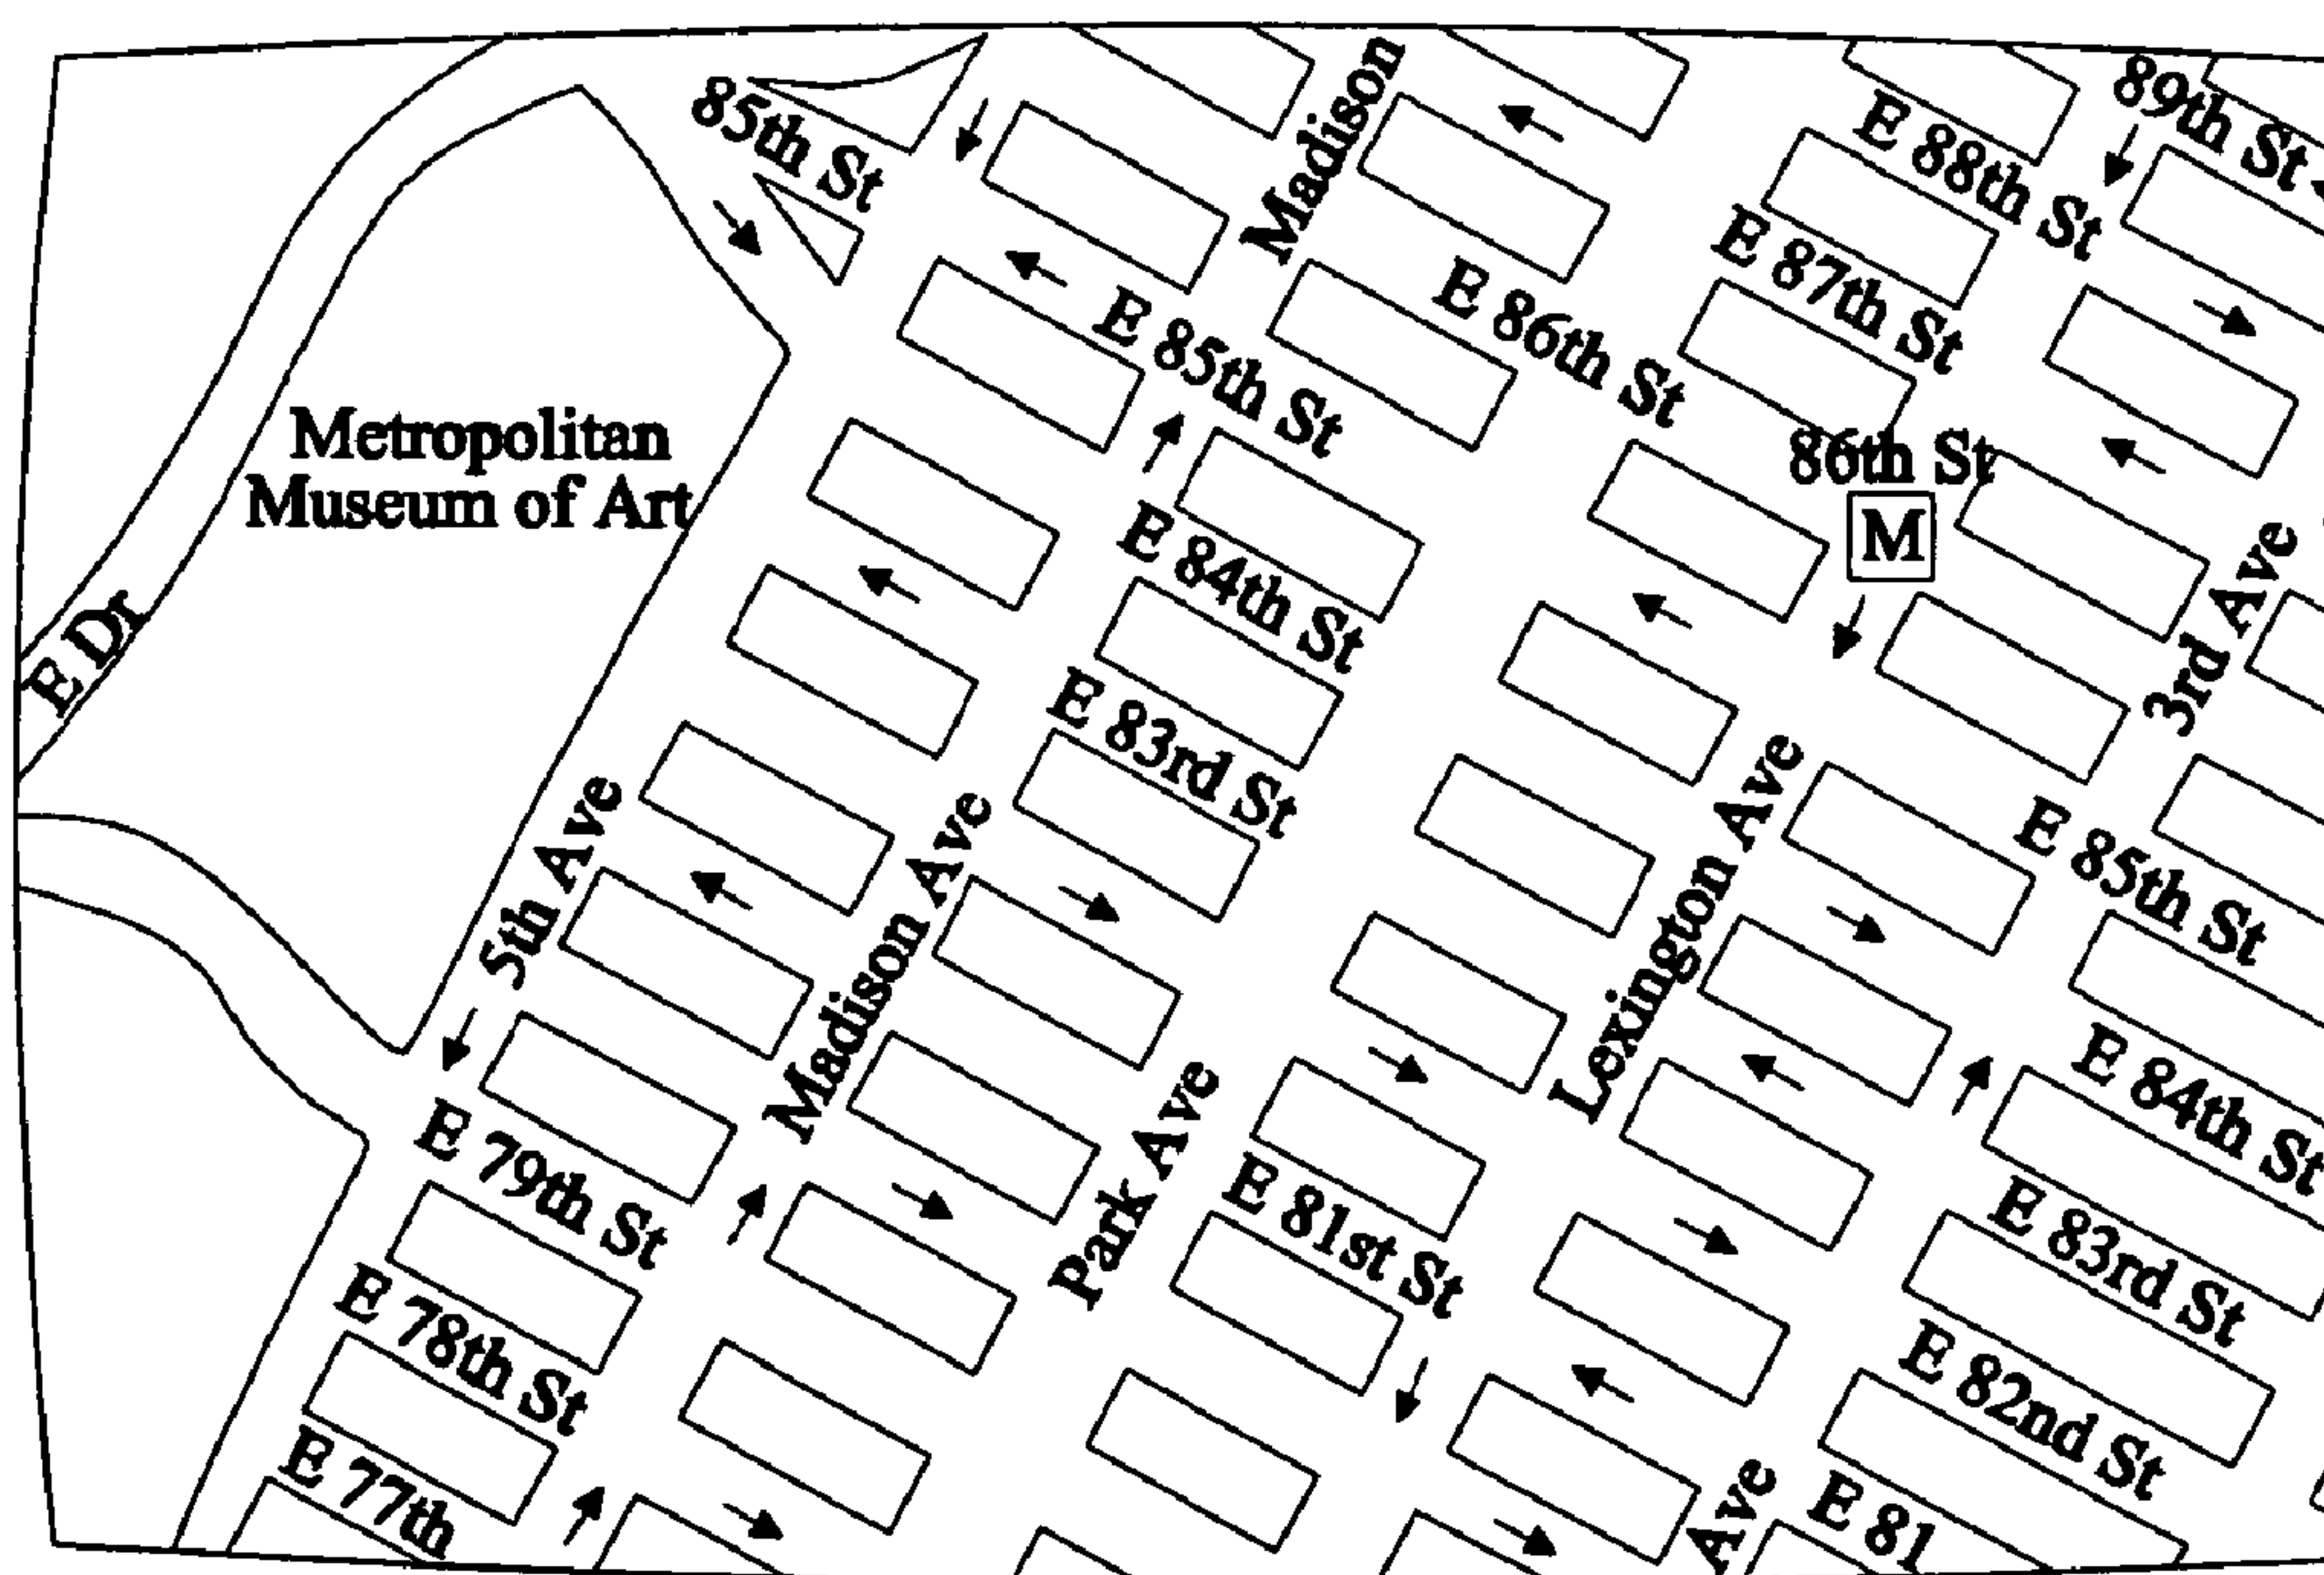 Madison
89th St
85th St
E 88th St
E 87th St
E 86th St
E 85th St
Metropolitan
Museum of Art
86th St
M
E 84th St
3rd Ave
E Dr
E 83rd St
5th Ave
Madison Ave
Lexington Ave
E 85th St
E 84th St
Park Ave
E 79th St
E 81st St
E 83rd St
E 78th St
E 82nd St
E 77th
Ave
E 81